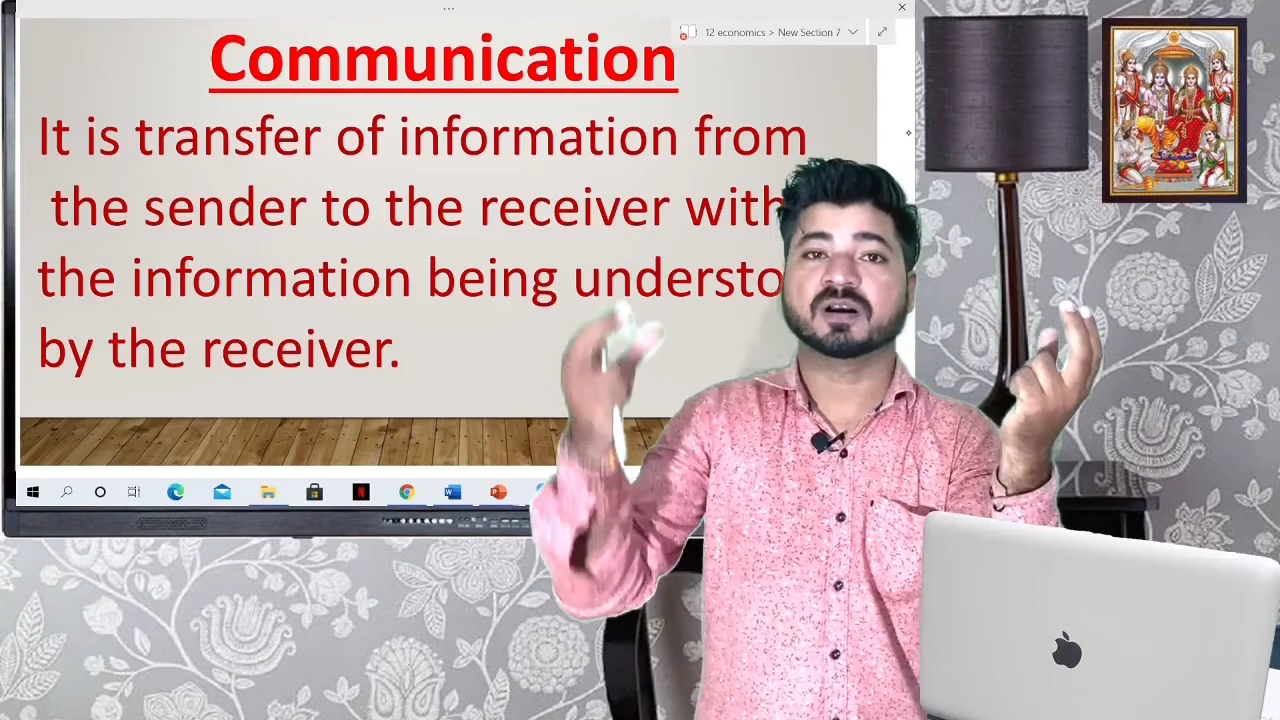 12 economics > New Section 7
Communication
It is transfer of information from
the sender to the receiver with
the information being understo
by the receiver.